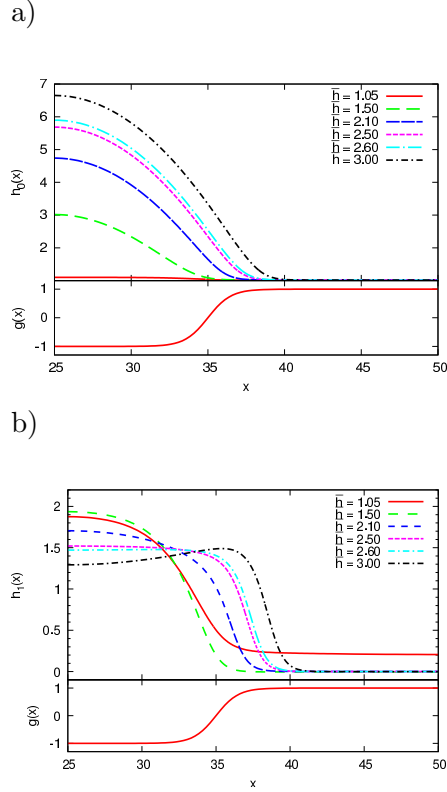 a)
7
6
5
4
3
2
h0(x)
h = 1.05
h = 1.50
h = 2.10
h = 2.50
h = 2.60
h = 3.00
1
0
-1
g(x)
25 30 35 40 45 50
x
b)
2
1.5
1
0.5
0
h1(x)
h = 1.05
h = 1.50
h = 2.10
h = 2.50
h = 2.60
h = 3.00
1
0
-1
g(x)
25 30 35 40 45 50
x